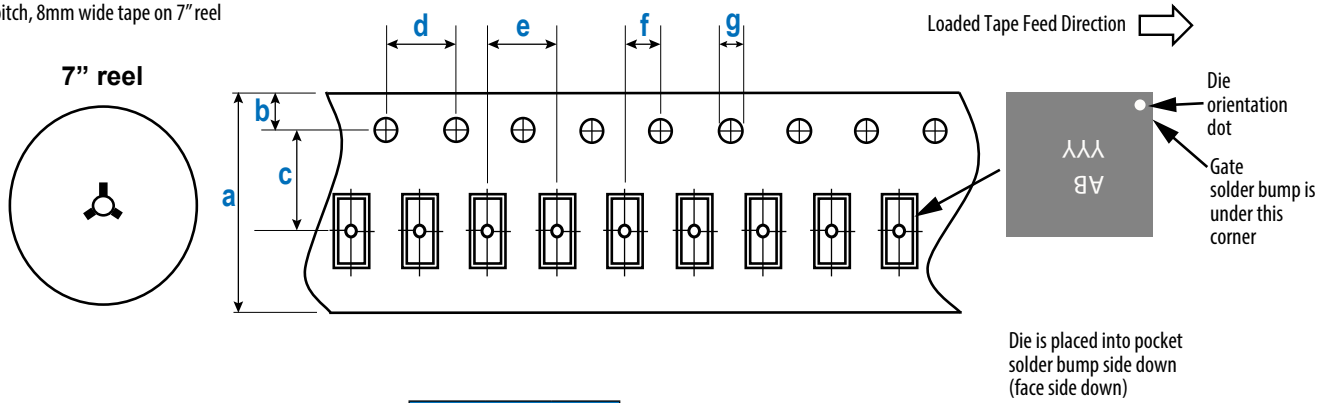 pitch, 8mm wide tape on 7” reel
Loaded Tape Feed Direction
7” reel
d
e
f
g
b
c
a
Die
orientation
dot
Gate
solder bump is
under this
corner
AB
YYY
Die is placed into pocket
solder bump side down
(face side down)